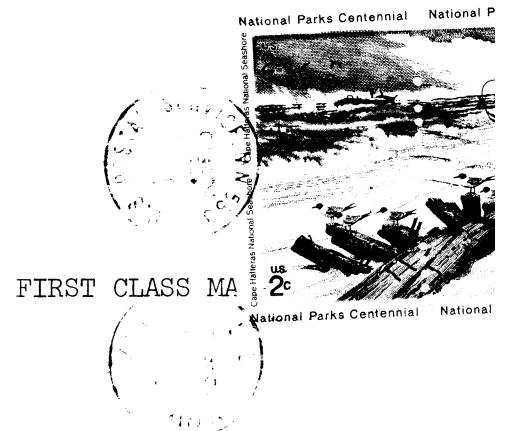 National Parks Centennial National P
Cape Hatteras National Seashore
Cape Hatteras National Seashore
FIRST CLASS MA
u.s.
2c
National Parks Centennial National